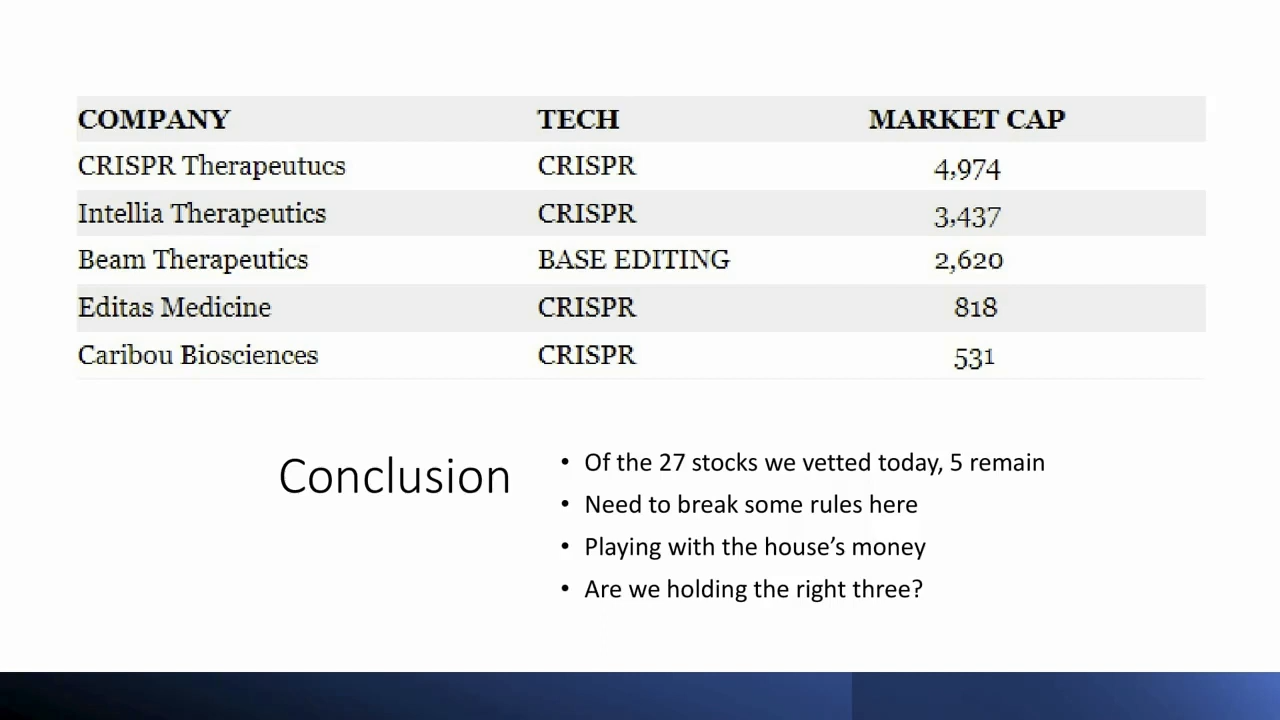 COMPANY TECH MARKET CAP
CRISPR Therapeutucs CRISPR 4,974
Intellia Therapeutics CRISPR 3,437
Beam Therapeutics BASE EDITING 2,620
Editas Medicine CRISPR 818
Caribou Biosciences CRISPR 531
Conclusion
• Of the 27 stocks we vetted today, 5 remain
• Need to break some rules here
• Playing with the house’s money
• Are we holding the right three?